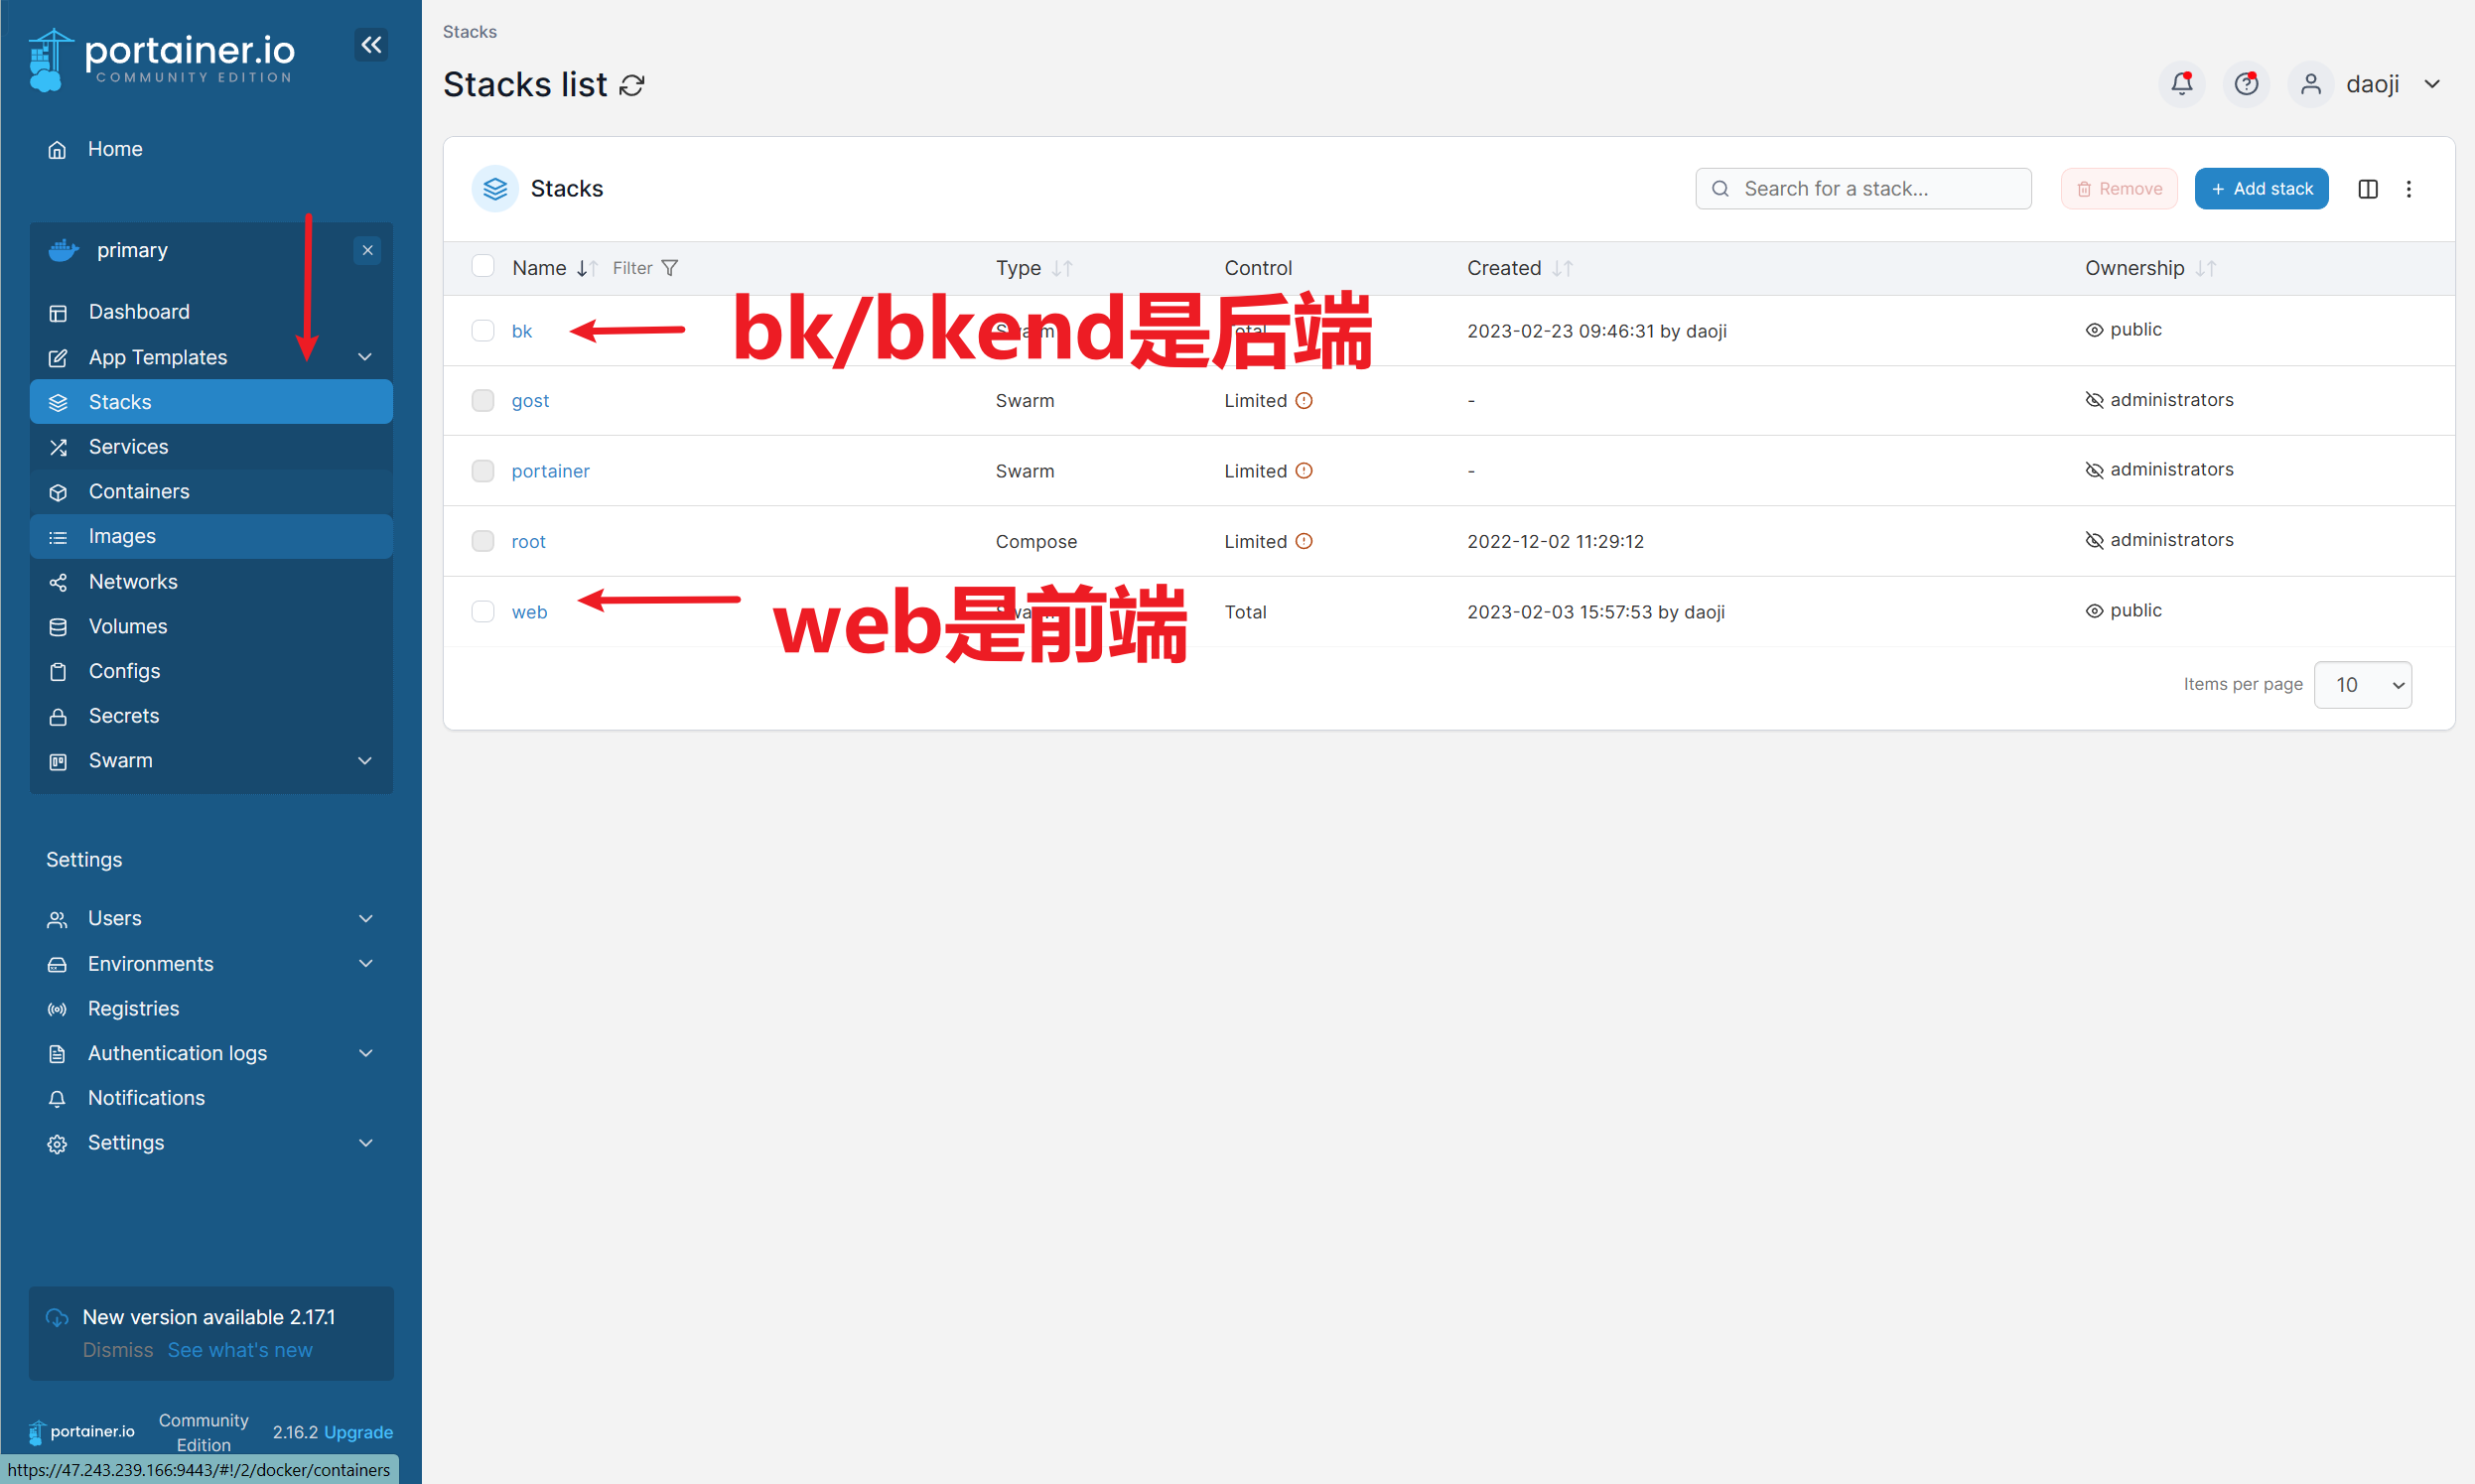 portainer.io
COMMUNITY EDITION
Home
primary
Dashboard
App Templates
Stacks
Services
Containers
Images
Networks
Volumes
Configs
Secrets
Swarm
Settings
Users
Environments
Registries
Authentication logs
Notifications
Settings
New version available 2.17.1
Dismiss See what's new
portainer.io Community Edition 2.16.2 Upgrade
https://47.243.239.166:9443/#!/2/docker/containers
Stacks
Stacks list
daoji
Stacks
Search for a stack...
Remove
Add stack
Name Filter Type Control Created Ownership
bk Swarm Total 2023-02-23 09:46:31 by daoji public
bk/bkend是后端
gost Swarm Limited - administrators
portainer Swarm Limited - administrators
root Compose Limited 2022-12-02 11:29:12 administrators
web Swarm Total 2023-02-03 15:57:53 by daoji public
web是前端
Items per page 10